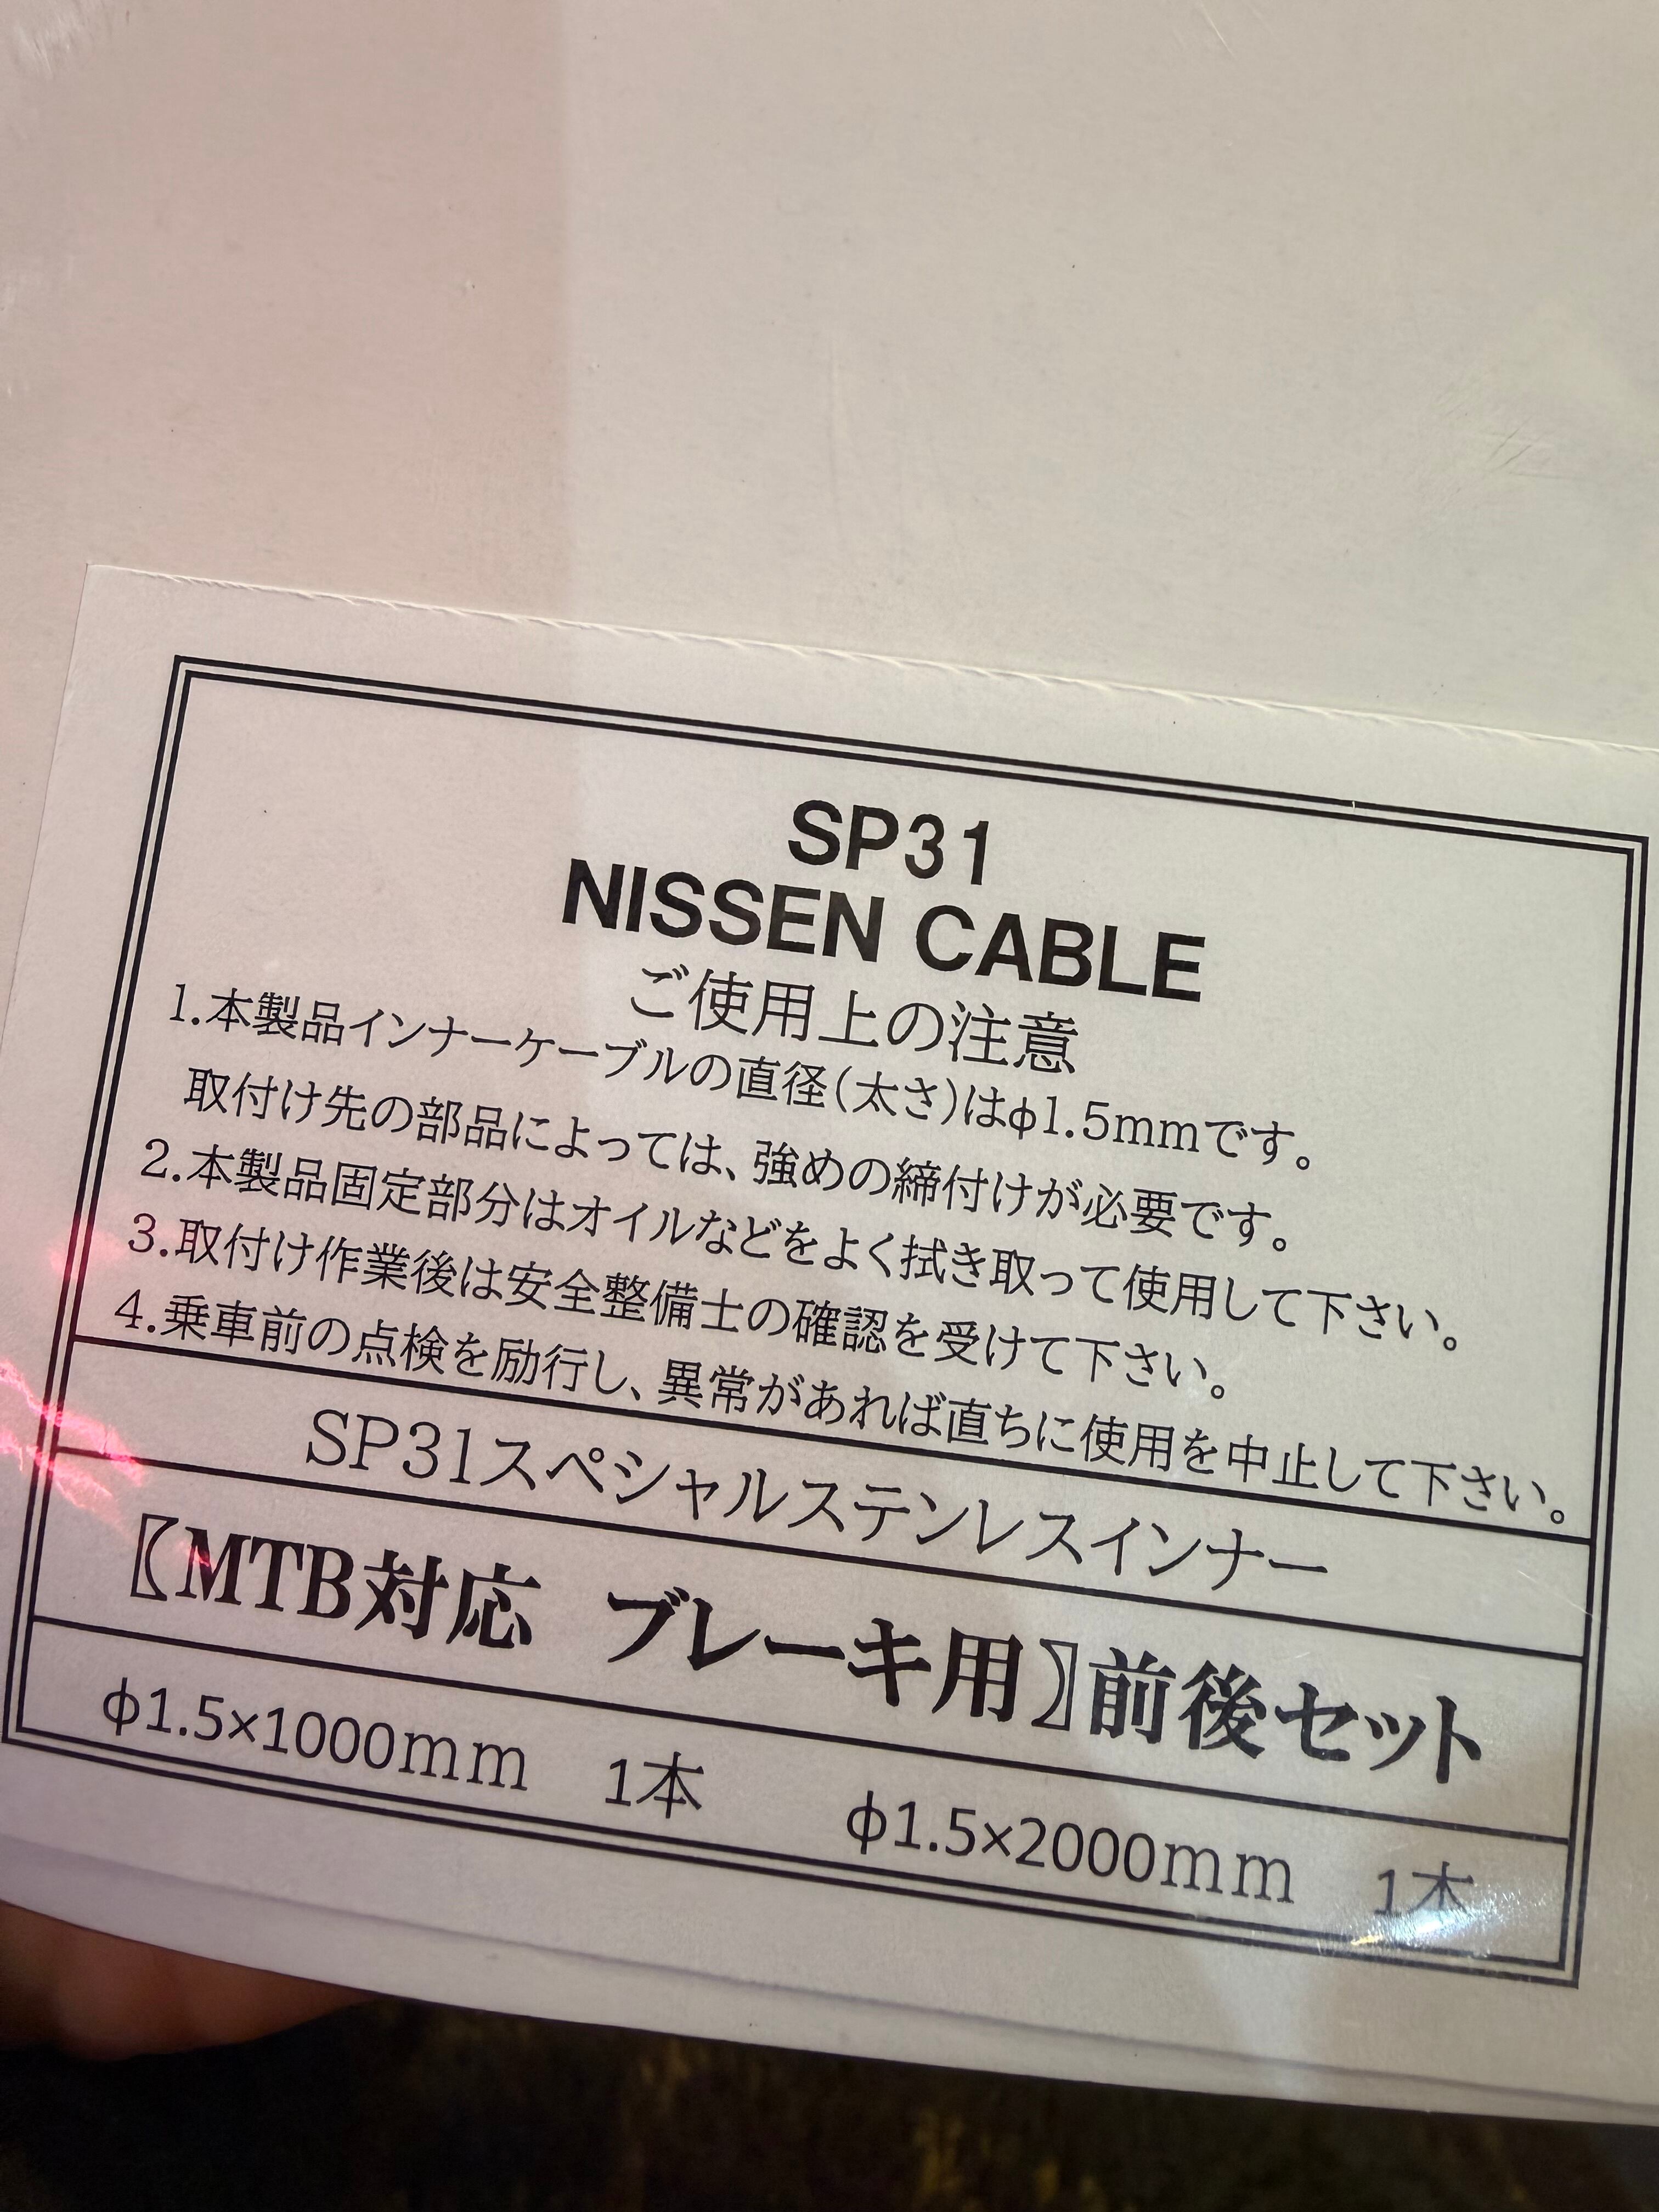 SP31
NISSEN CABLE
ご使用上の注意
1.本製品インナーケーブルの直径(太さ)はφ1.5mmです。
取付け先の部品によっては、強めの締付けが必要です。
2.本製品固定部分はオイルなどをよく拭き取って使用して下さい。
3.取付け作業後は安全整備士の確認を受けて下さい。
4.乗車前の点検を励行し、異常があれば直ちに使用を中止して下さい。
SP31スペシャルステンレスインナー
〖MTB対応 ブレーキ用〗前後セット
φ1.5×1000mm 1本 φ1.5×2000mm 1本